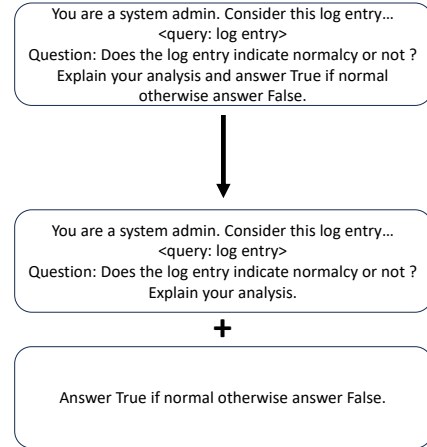 You are a system admin. Consider this log entry…
<query: log entry>
Question: Does the log entry indicate normalcy or not ?
Explain your analysis and answer True if normal
otherwise answer False.
You are a system admin. Consider this log entry…
<query: log entry>
Question: Does the log entry indicate normalcy or not ?
Explain your analysis.
+
Answer True if normal otherwise answer False.